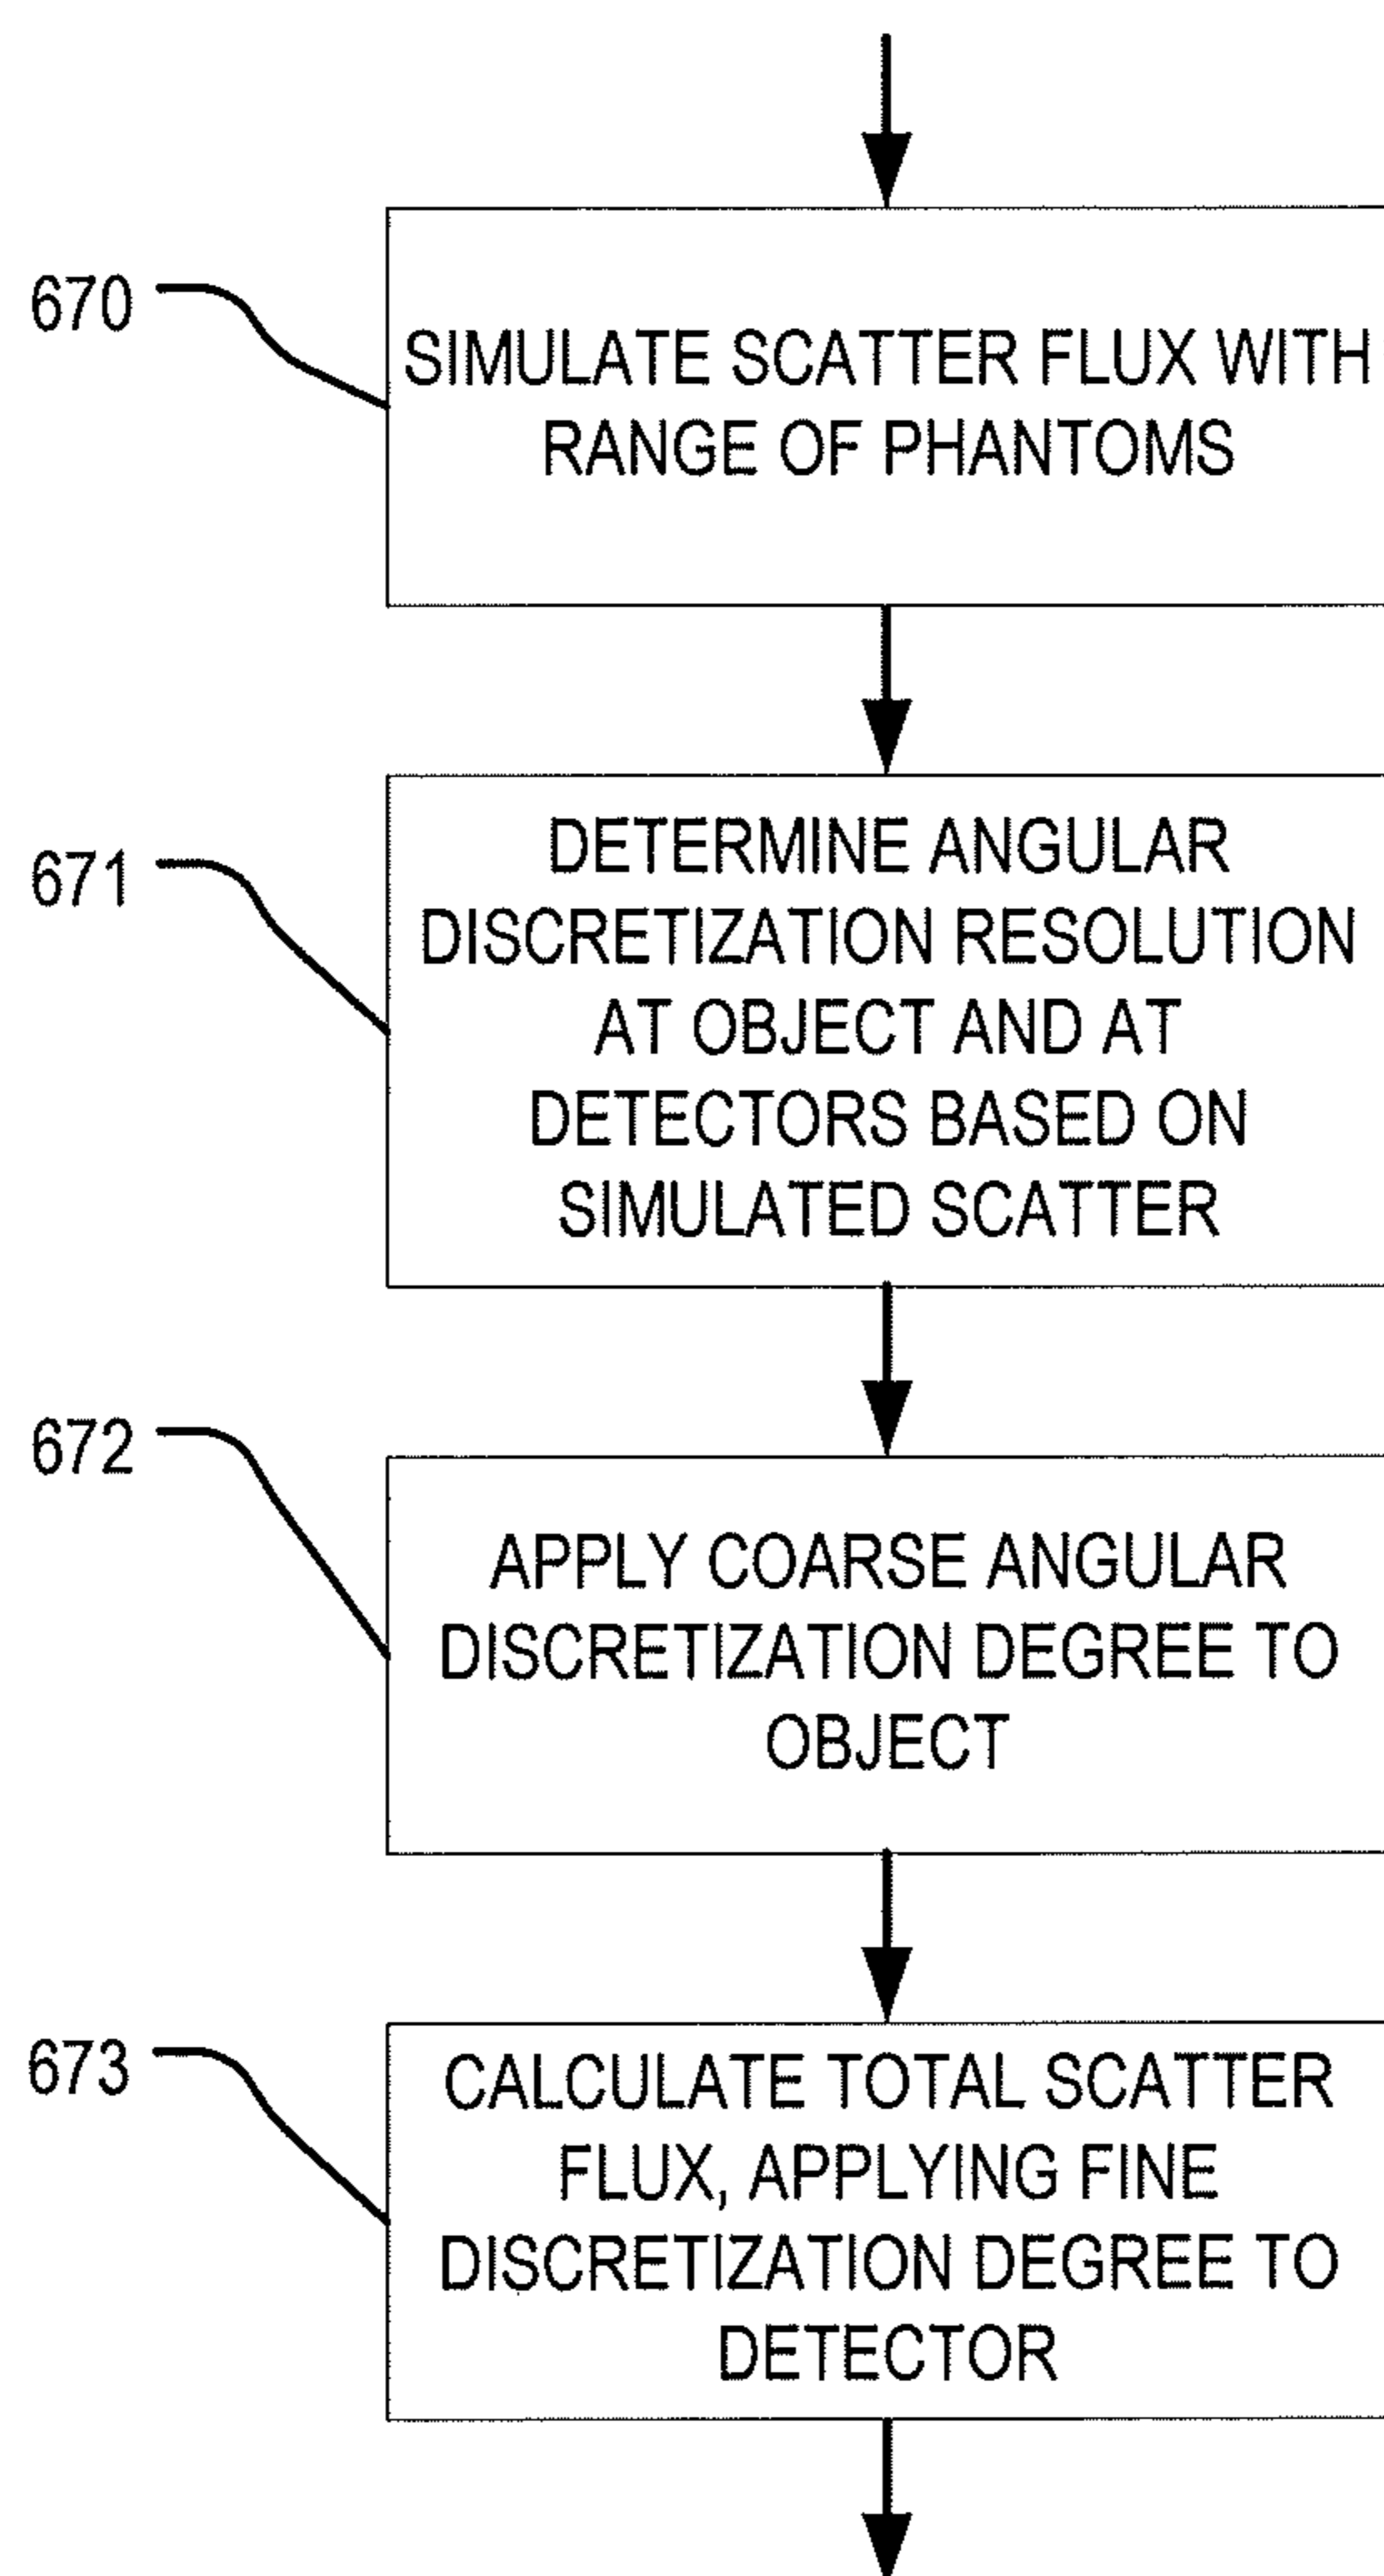 670
SIMULATE SCATTER FLUX WITH
RANGE OF PHANTOMS
671
DETERMINE ANGULAR
DISCRETIZATION RESOLUTION
AT OBJECT AND AT
DETECTORS BASED ON
SIMULATED SCATTER
672
APPLY COARSE ANGULAR
DISCRETIZATION DEGREE TO
OBJECT
673
CALCULATE TOTAL SCATTER
FLUX, APPLYING FINE
DISCRETIZATION DEGREE TO
DETECTOR